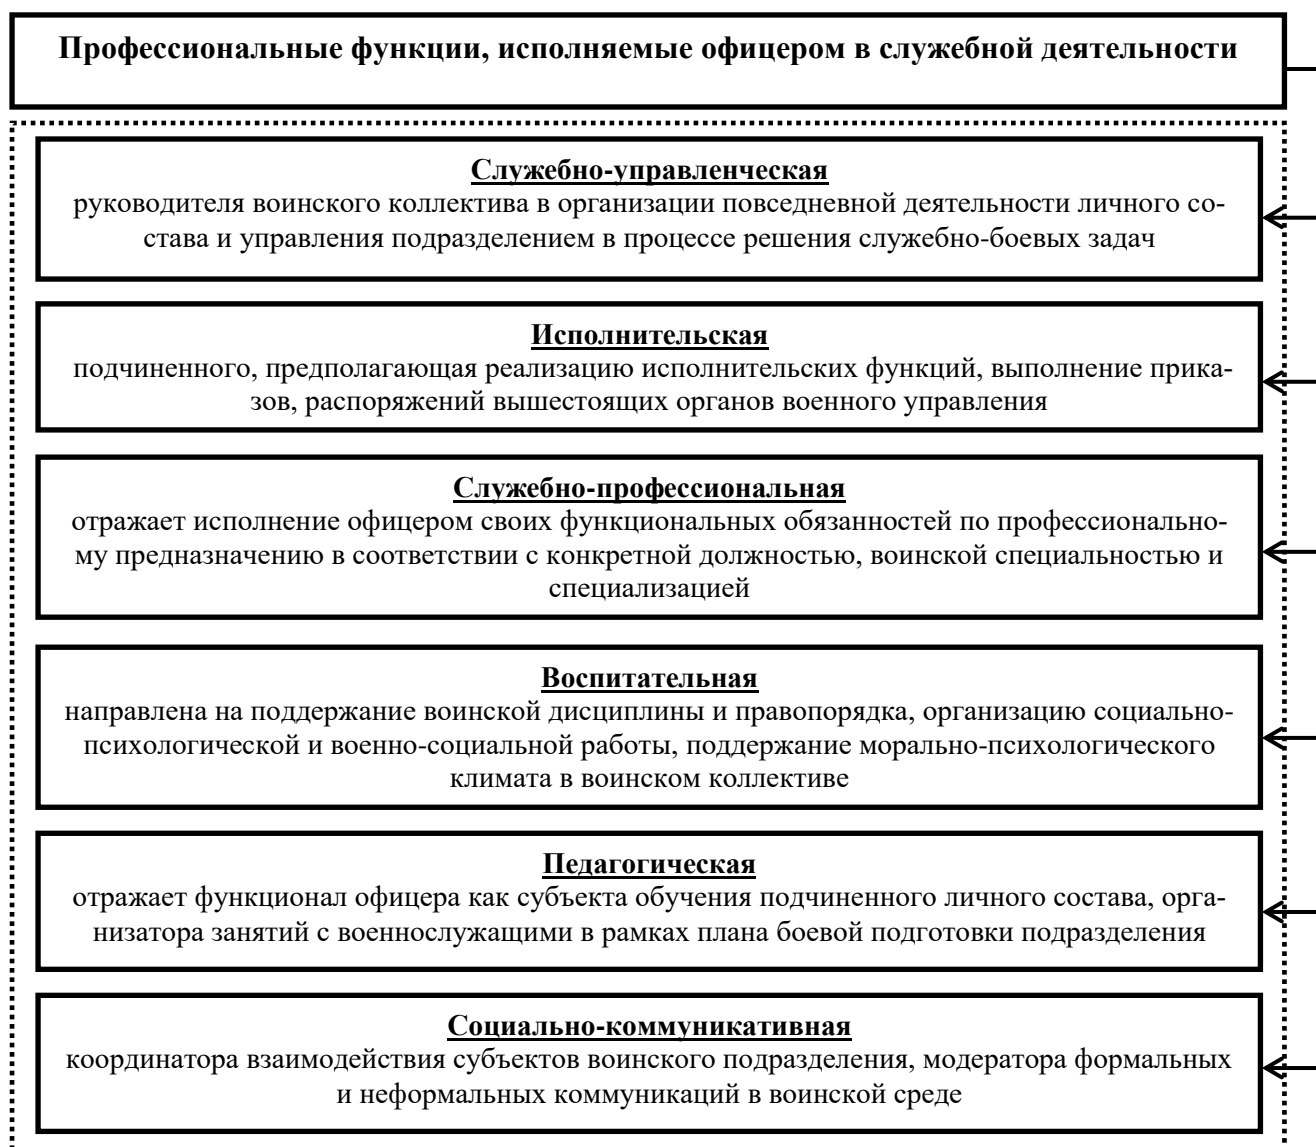 Профессиональные функции, исполняемые офицером в служебной деятельности
Служебно-управленческая
руководителя воинского коллектива в организации повседневной деятельности личного со-
става и управления подразделением в процессе решения служебно-боевых задач
Исполнительская
подчиненного, предполагающая реализацию исполнительских функций, выполнение прика-
зов, распоряжений вышестоящих органов военного управления
Служебно-профессиональная
отражает исполнение офицером своих функциональных обязанностей по профессионально-
му предназначению в соответствии с конкретной должностью, воинской специальностью и
специализацией
Воспитательная
направлена на поддержание воинской дисциплины и правопорядка, организацию социально-
психологической и военно-социальной работы, поддержание морально-психологического
климата в воинском коллективе
Педагогическая
отражает функционал офицера как субъекта обучения подчиненного личного состава, орга-
низатора занятий с военнослужащими в рамках плана боевой подготовки подразделения
Социально-коммуникативная
координатора взаимодействия субъектов воинского подразделения, модератора формальных
и неформальных коммуникаций в воинской среде